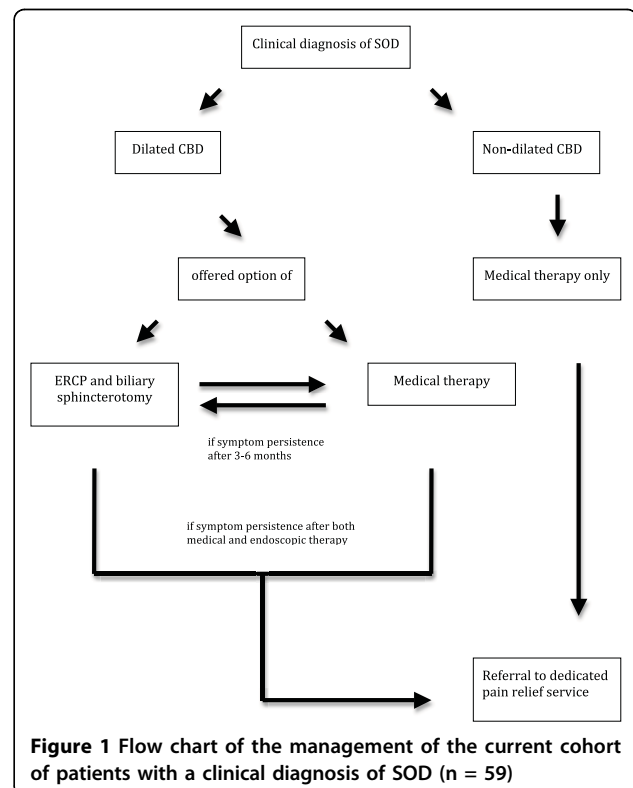 Clinical diagnosis of SOD
Dilated CBD
Non-dilated CBD
offered option of
Medical therapy only
ERCP and biliary
sphincterotomy
Medical therapy
if symptom persistence
after 3-6 months
if symptom persistence after both
medical and endoscopic therapy
Referral to dedicated
pain relief service
Figure 1 Flow chart of the management of the current cohort
of patients with a clinical diagnosis of SOD (n = 59)